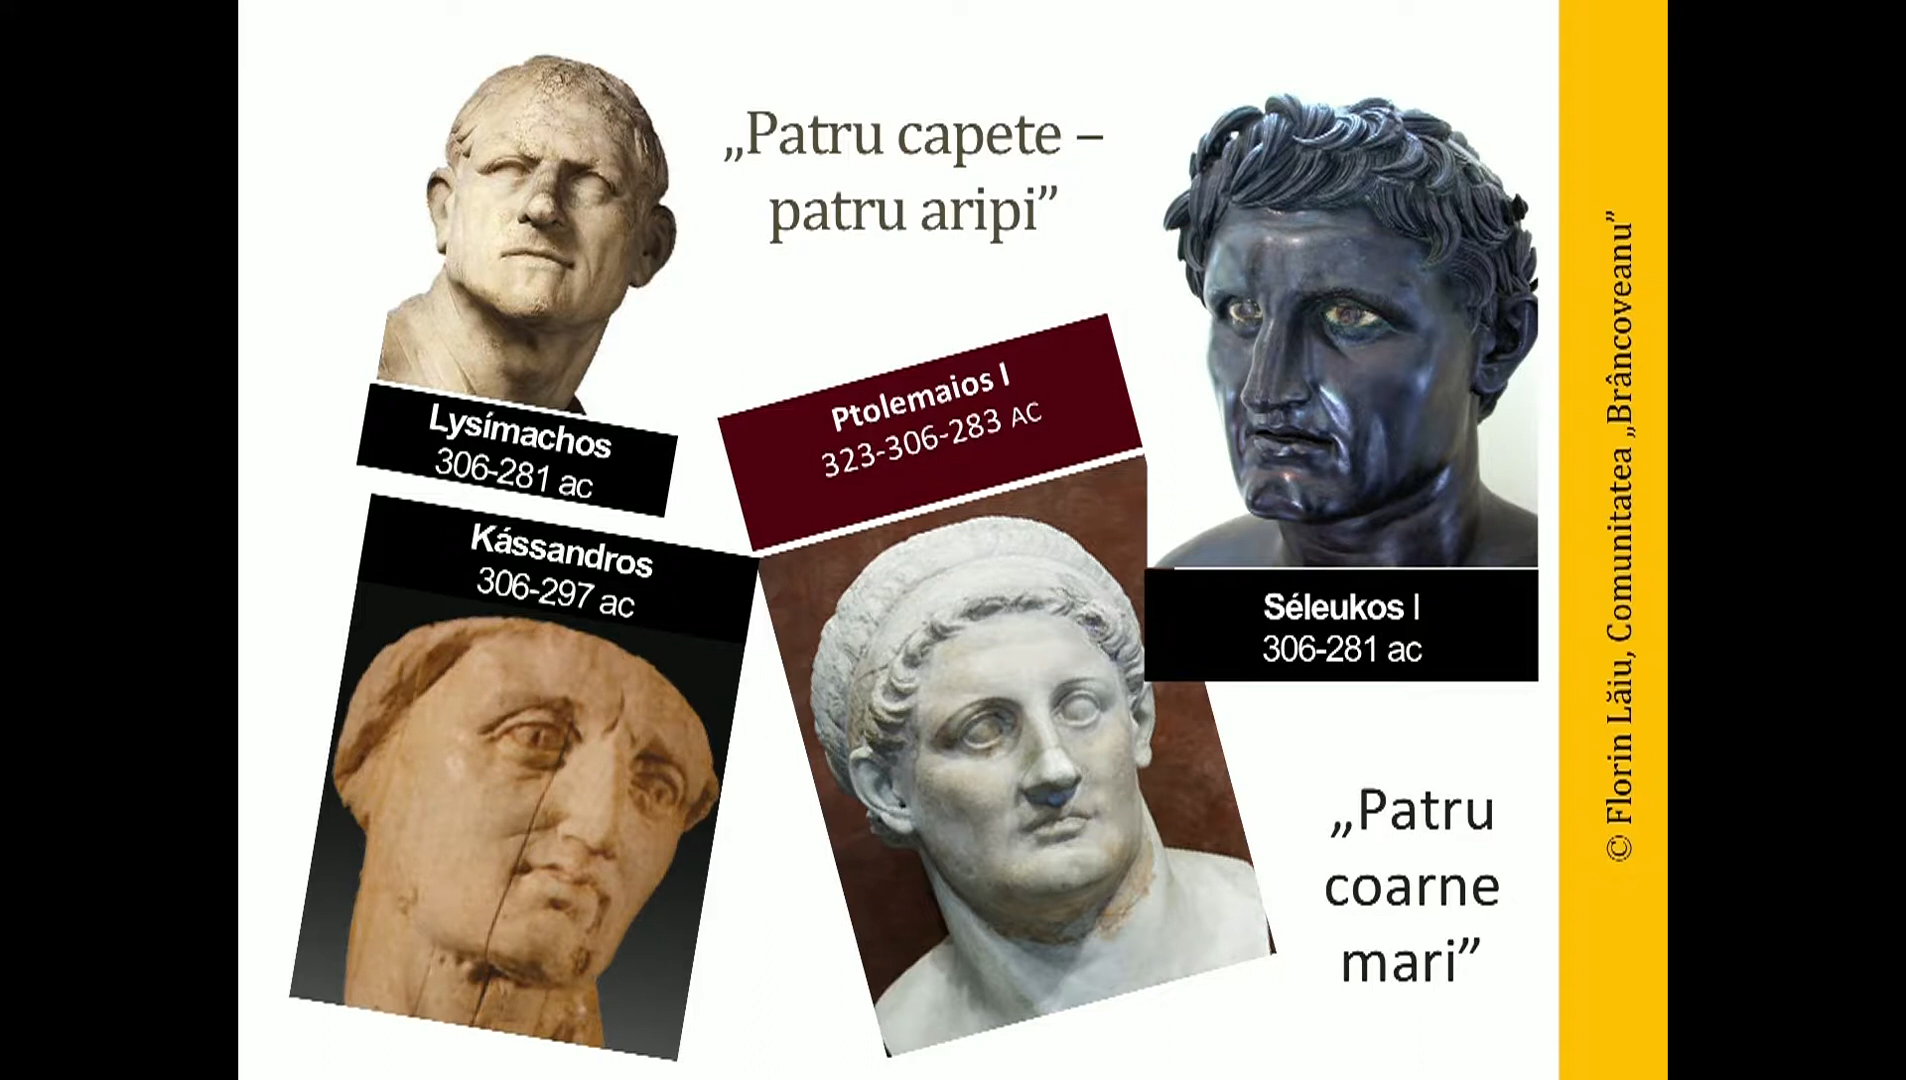 „Patru capete –
patru aripi”
Lysímachos
306-281 ac
Ptolemaios I
323-306-283 AC
Kássandros
306-297 ac
Séleukos I
306-281 ac
„Patru
coarne
mari”
© Florin Lăiu, Comunitatea „Brâncoveanu”